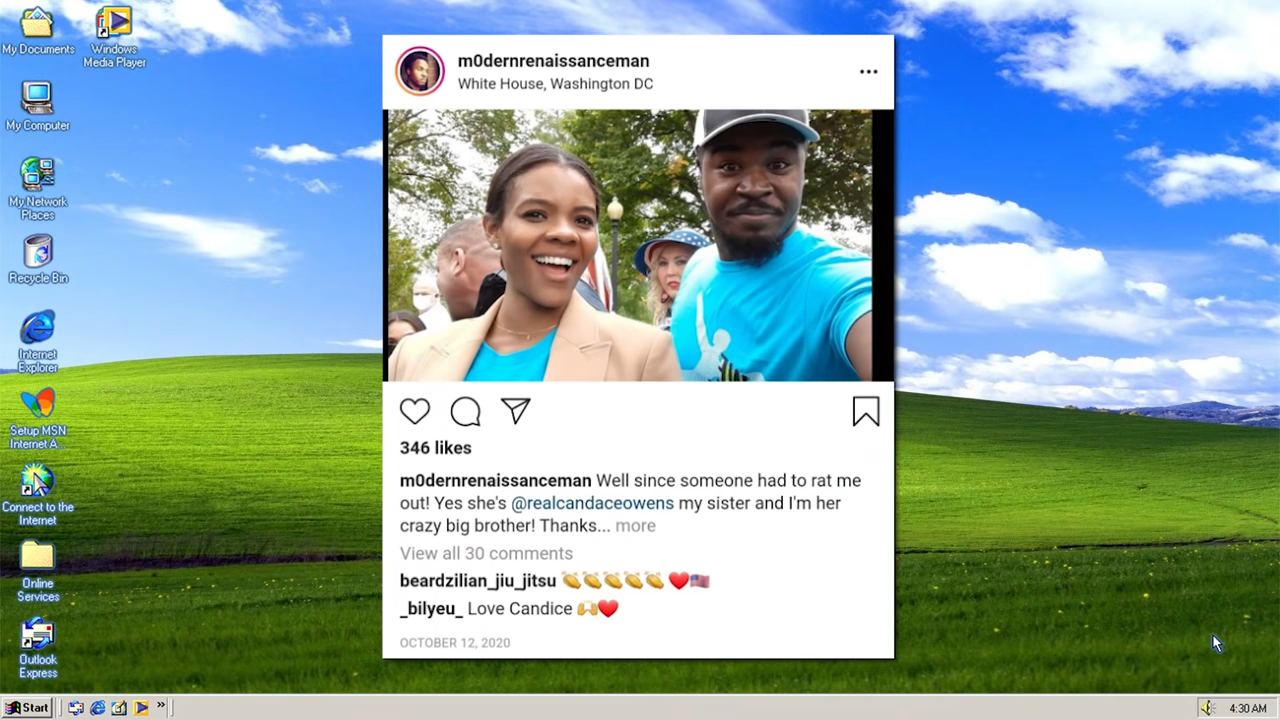 My Documents
Windows
Media Player
My Computer
My Network
Places
Recycle Bin
Internet
Explorer
Setup MSN
Internet A...
Connect to the
Internet
Online
Services
Outlook
Express
m0dernrenaissanceman
White House, Washington DC
346 likes
m0dernrenaissanceman Well since someone had to rat me
out! Yes she's @realcandaceowens my sister and I'm her
crazy big brother! Thanks... more
View all 30 comments
beardzilian_jiu_jitsu 👏👏👏👏👏 ❤️🇺🇸
_bilyeu_ Love Candice 🙌❤️
OCTOBER 12, 2020
Start
4:30 AM